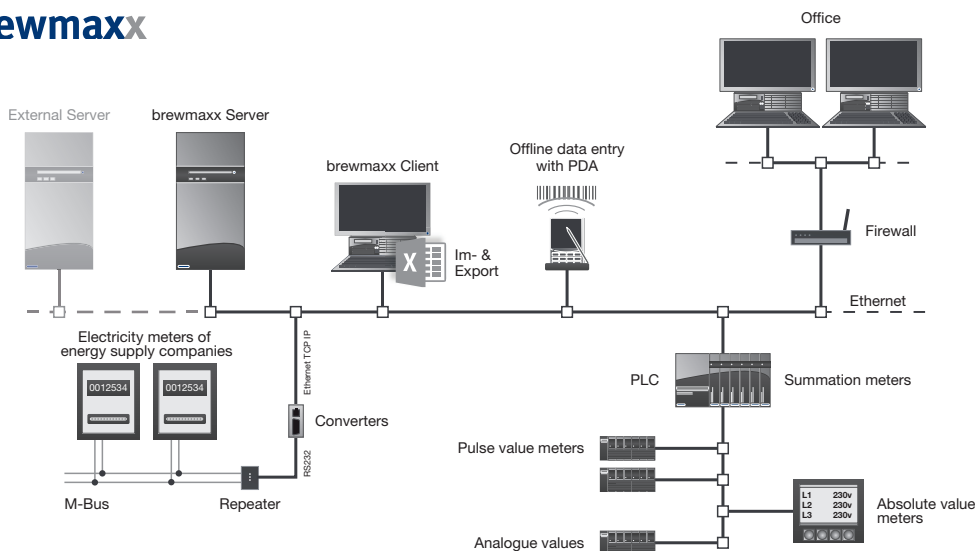 ewmaxx
Office
External Server
brewmaxx Server
brewmaxx Client
Offline data entry
with PDA
X
Im- &
Export
Firewall
Ethernet
Electricity meters of
energy supply companies
0012534
0012534
Ethernet TCP IP
Converters
RS232
M-Bus
Repeater
PLC
Summation meters
Pulse value meters
L1 230v
L2 230v
L3 230v
Absolute value
meters
Analogue values